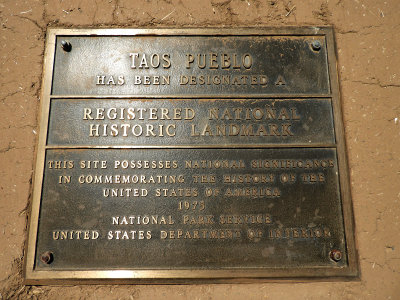 TAOS PUEBLO
HAS BEEN DESIGNATED A
REGISTERED NATIONAL
HISTORIC LANDMARK
THIS SITE POSSESSES NATIONAL SIGNIFICANCE
IN COMMEMORATING THE HISTORY OF THE
UNITED STATES OF AMERICA
1975
NATIONAL PARK SERVICE
UNITED STATES DEPARTMENT OF INTERIOR